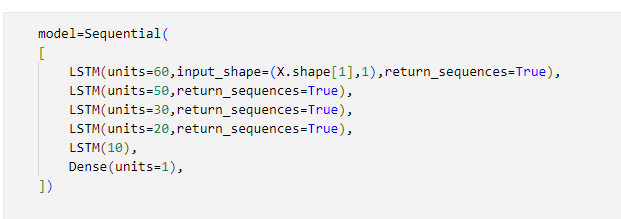 model=Sequential(
[
LSTM(units=60,input_shape=(X.shape[1],1),return_sequences=True),
LSTM(units=50,return_sequences=True),
LSTM(units=30,return_sequences=True),
LSTM(units=20,return_sequences=True),
LSTM(10),
Dense(units=1),
])